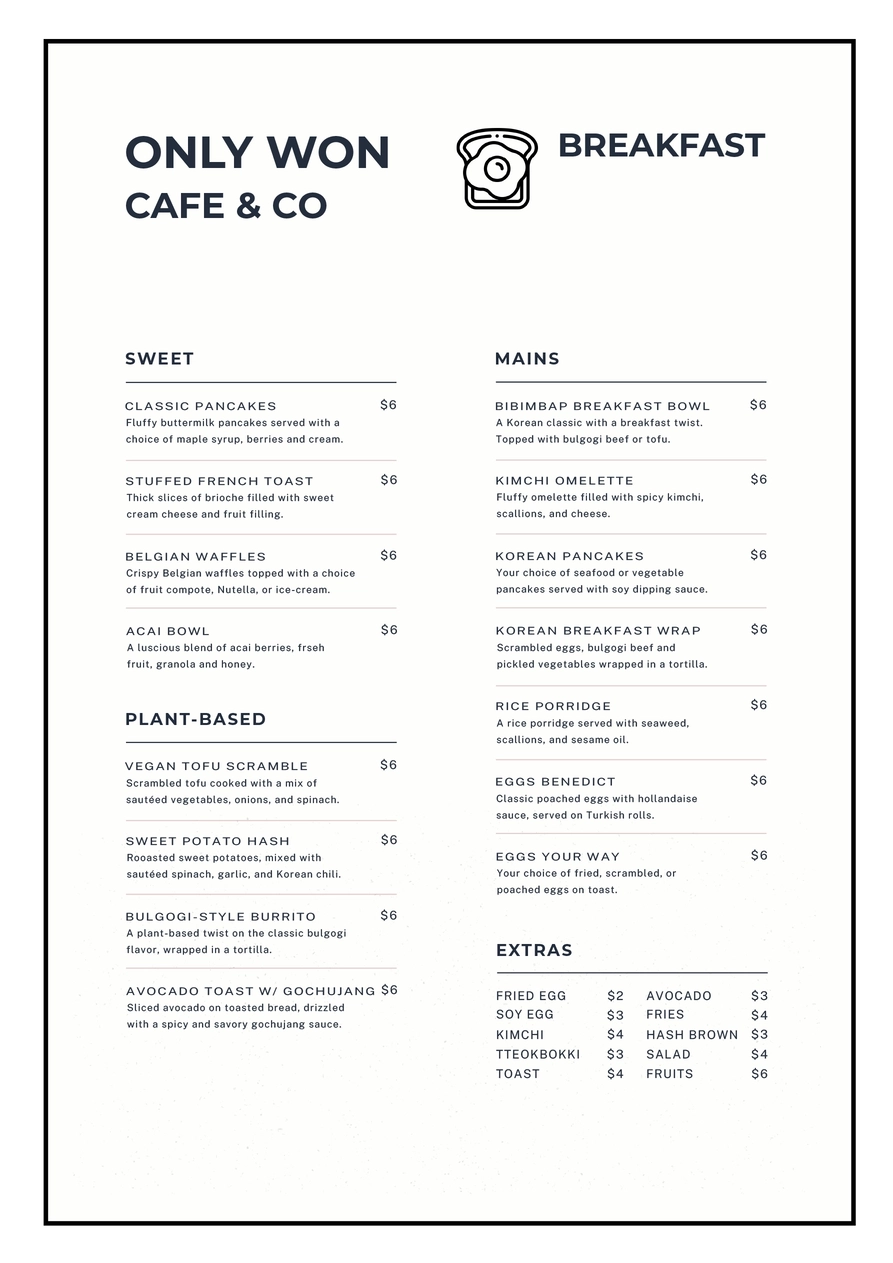 ONLY WON
CAFE & CO
BREAKFAST
SWEET
CLASSIC PANCAKES $6
Fluffy buttermilk pancakes served with a
choice of maple syrup, berries and cream.
STUFFED FRENCH TOAST $6
Thick slices of brioche filled with sweet
cream cheese and fruit filling.
BELGIAN WAFFLES $6
Crispy Belgian waffles topped with a choice
of fruit compote, Nutella, or ice-cream.
ACAI BOWL $6
A luscious blend of acai berries, frseh
fruit, granola and honey.
PLANT-BASED
VEGAN TOFU SCRAMBLE $6
Scrambled tofu cooked with a mix of
sautéed vegetables, onions, and spinach.
SWEET POTATO HASH $6
Rooasted sweet potatoes, mixed with
sautéed spinach, garlic, and Korean chili.
BULGOGI-STYLE BURRITO $6
A plant-based twist on the classic bulgogi
flavor, wrapped in a tortilla.
AVOCADO TOAST W/ GOCHUJANG $6
Sliced avocado on toasted bread, drizzled
with a spicy and savory gochujang sauce.
MAINS
BIBIMBAP BREAKFAST BOWL $6
A Korean classic with a breakfast twist.
Topped with bulgogi beef or tofu.
KIMCHI OMELETTE $6
Fluffy omelette filled with spicy kimchi,
scallions, and cheese.
KOREAN PANCAKES $6
Your choice of seafood or vegetable
pancakes served with soy dipping sauce.
KOREAN BREAKFAST WRAP $6
Scrambled eggs, bulgogi beef and
pickled vegetables wrapped in a tortilla.
RICE PORRIDGE $6
A rice porridge served with seaweed,
scallions, and sesame oil.
EGGS BENEDICT $6
Classic poached eggs with hollandaise
sauce, served on Turkish rolls.
EGGS YOUR WAY $6
Your choice of fried, scrambled, or
poached eggs on toast.
EXTRAS
FRIED EGG $2 AVOCADO $3
SOY EGG $3 FRIES $4
KIMCHI $4 HASH BROWN $3
TTEOKBOKKI $3 SALAD $4
TOAST $4 FRUITS $6